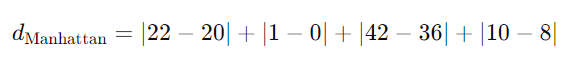 d_Manhattan = |22 − 20| + |1 − 0| + |42 − 36| + |10 − 8|